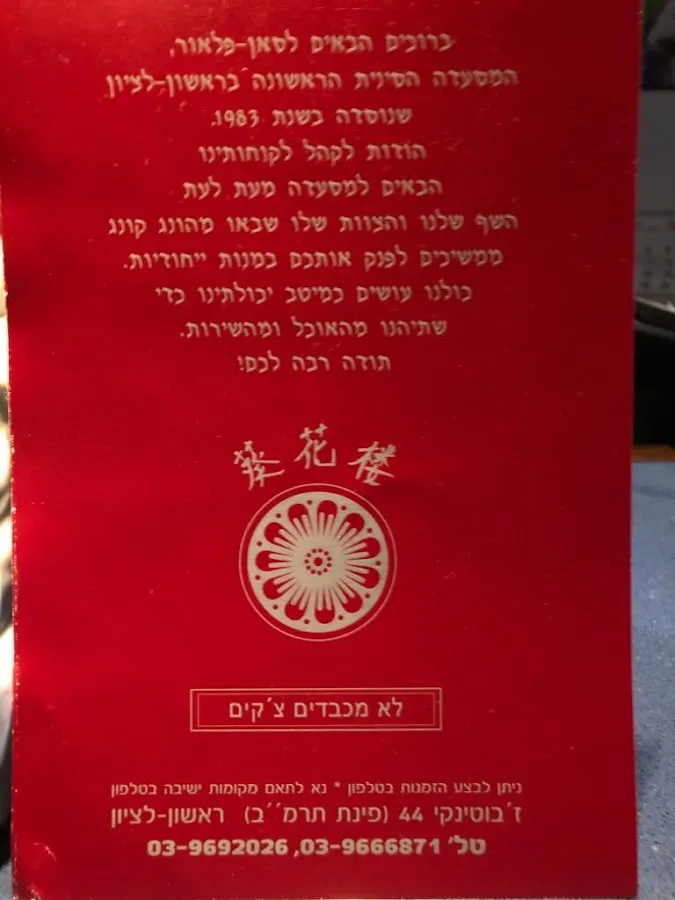 ברוכים הבאים לסאן-פלאור,
המסעדה הסינית הראשונה בראשון-לציון
שנוסדה בשנת 1983.
הודות לקהל לקוחותינו
הבאים למסעדה מעת לעת
השף שלנו והצוות שלו שבאו מהונג קונג
ממשיכים לפנק אותכם במנות ייחודיות.
כולנו עושים כמיטב יכולתינו כדי
שתיהנו מהאוכל ומהשירות.
תודה רבה לכם!
葵花楼
לא מכבדים צ'קים
ניתן לבצע הזמנות בטלפון * נא לתאם מקומות ישיבה בטלפון
ז'בוטינקי 44 (פינת תרמ''ב) ראשון-לציון
טל' 03-9666871, 03-9692026